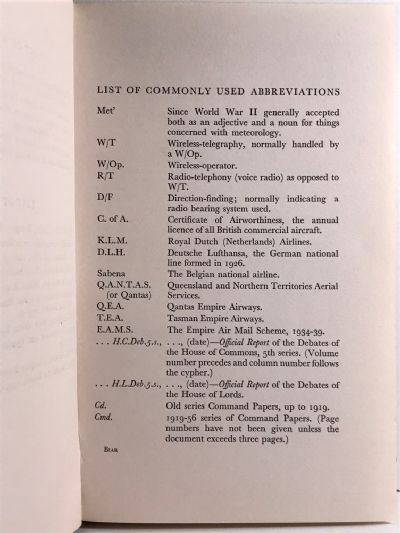 LIST OF COMMONLY USED ABBREVIATIONS
Met' Since World War II generally accepted
both as an adjective and a noun for things
concerned with meteorology.
W/T Wireless-telegraphy, normally handled by
a W/Op.
W/Op. Wireless-operator.
R/T Radio-telephony (voice radio) as opposed to
W/T.
D/F Direction-finding; normally indicating a
radio bearing system used.
C. of A. Certificate of Airworthiness, the annual
licence of all British commercial aircraft.
K.L.M. Royal Dutch (Netherlands) Airlines.
D.L.H. Deutsche Lufthansa, the German national
line formed in 1926.
Sabena The Belgian national airline.
Q.A.N.T.A.S. Queensland and Northern Territories Aerial
(or Qantas) Services.
Q.E.A. Qantas Empire Airways.
T.E.A. Tasman Empire Airways.
E.A.M.S. The Empire Air Mail Scheme, 1934-39.
. . . H.C.Deb.5.s., . . ., (date)—Official Report of the Debates of
the House of Commons, 5th series. (Volume
number precedes and column number follows
the cypher.)
. . . H.L.Deb.5.s., . . ., (date)—Official Report of the Debates of
the House of Lords.
Cd. Old series Command Papers, up to 1919.
Cmd. 1919-56 series of Command Papers. (Page
numbers have not been given unless the
document exceeds three pages.)